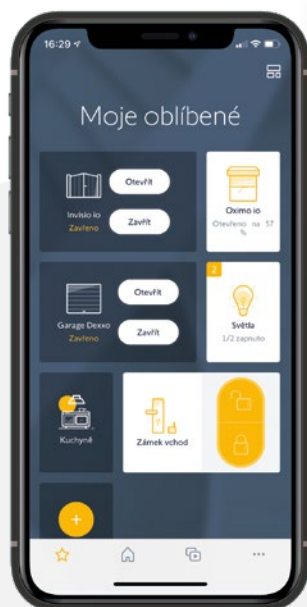 16:29
Moje oblíbené
Otevřít
Invisio io
Zavřeno
Zavřít
Oximo io
Otevřeno na 57
%
Otevřít
Garage Dexxo
Zavřeno
Zavřít
2
Světla
1/2 zapnuto
Kuchyně
Zámek vchod
+